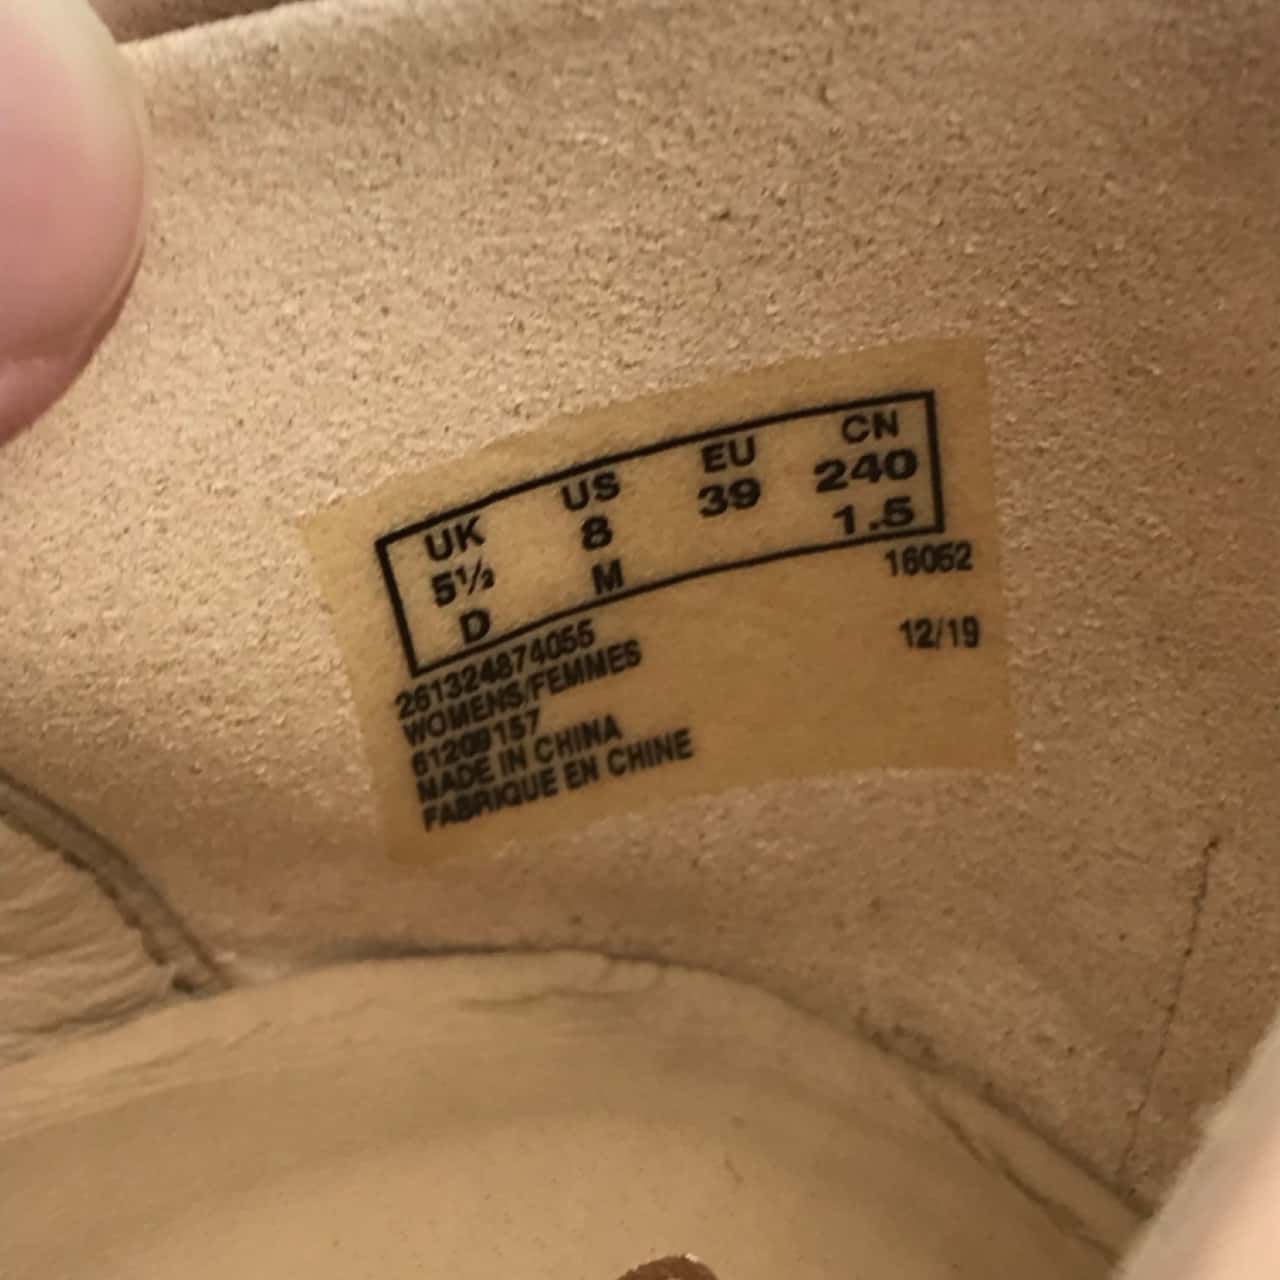 UK US EU CN
5½ 8 39 240
D M 1.5
261324874055 16052
WOMENS/FEMMES 12/19
61209157
MADE IN CHINA
FABRIQUE EN CHINE